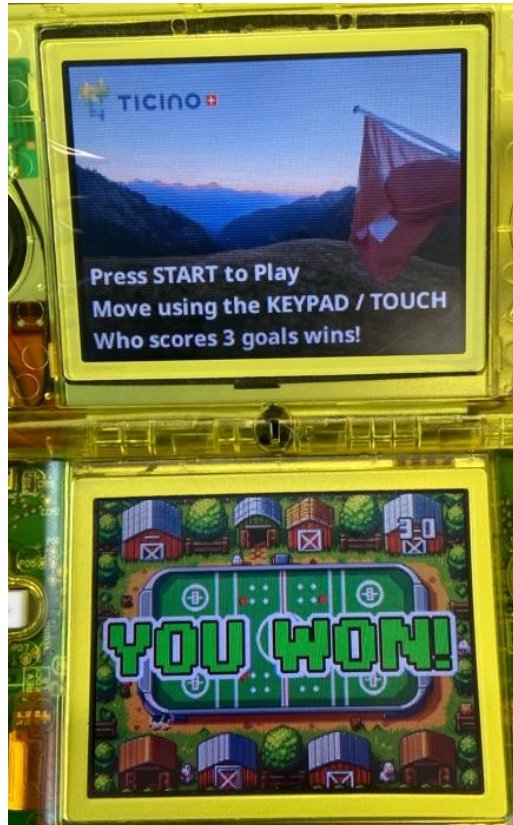 TICINO
Press START to Play
Move using the KEYPAD / TOUCH
Who scores 3 goals wins!
3-0
YOU WON!